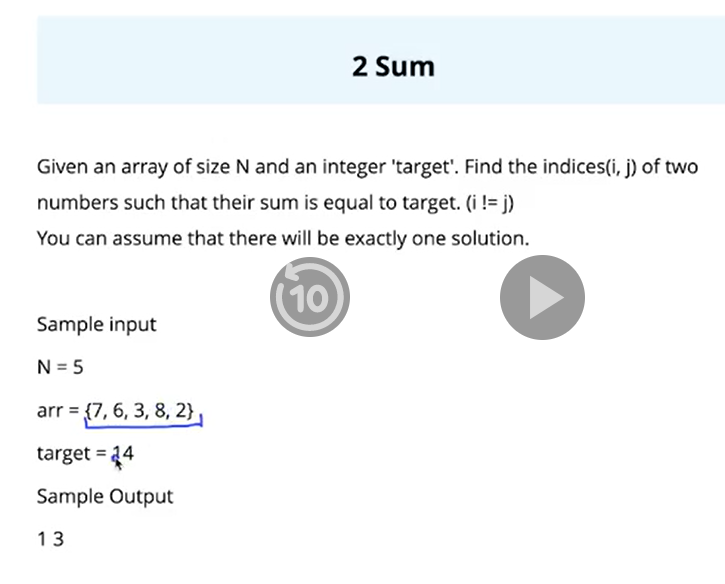 2 Sum
Given an array of size N and an integer 'target'. Find the indices(i, j) of two
numbers such that their sum is equal to target. (i != j)
You can assume that there will be exactly one solution.
10
Sample input
N = 5
arr = {7, 6, 3, 8, 2}
target = 14
Sample Output
1 3